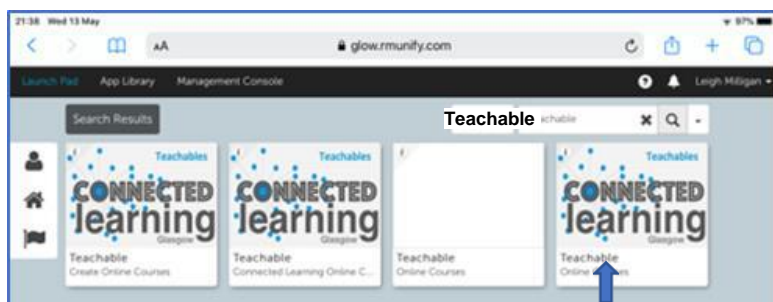 21:38 Wed 13 May
97%
AA
glow.rmunify.com
Launch Pad App Library Management Console Leigh Milligan
Search Results
Teachable
Teachables
CONNECTED
learning
Glasgow
Teachable
Create Online Courses
Teachables
CONNECTED
learning
Glasgow
Teachable
Connected Learning Online C...
Teachable
Online Courses
Teachables
CONNECTED
learning
Glasgow
Teachable
Online